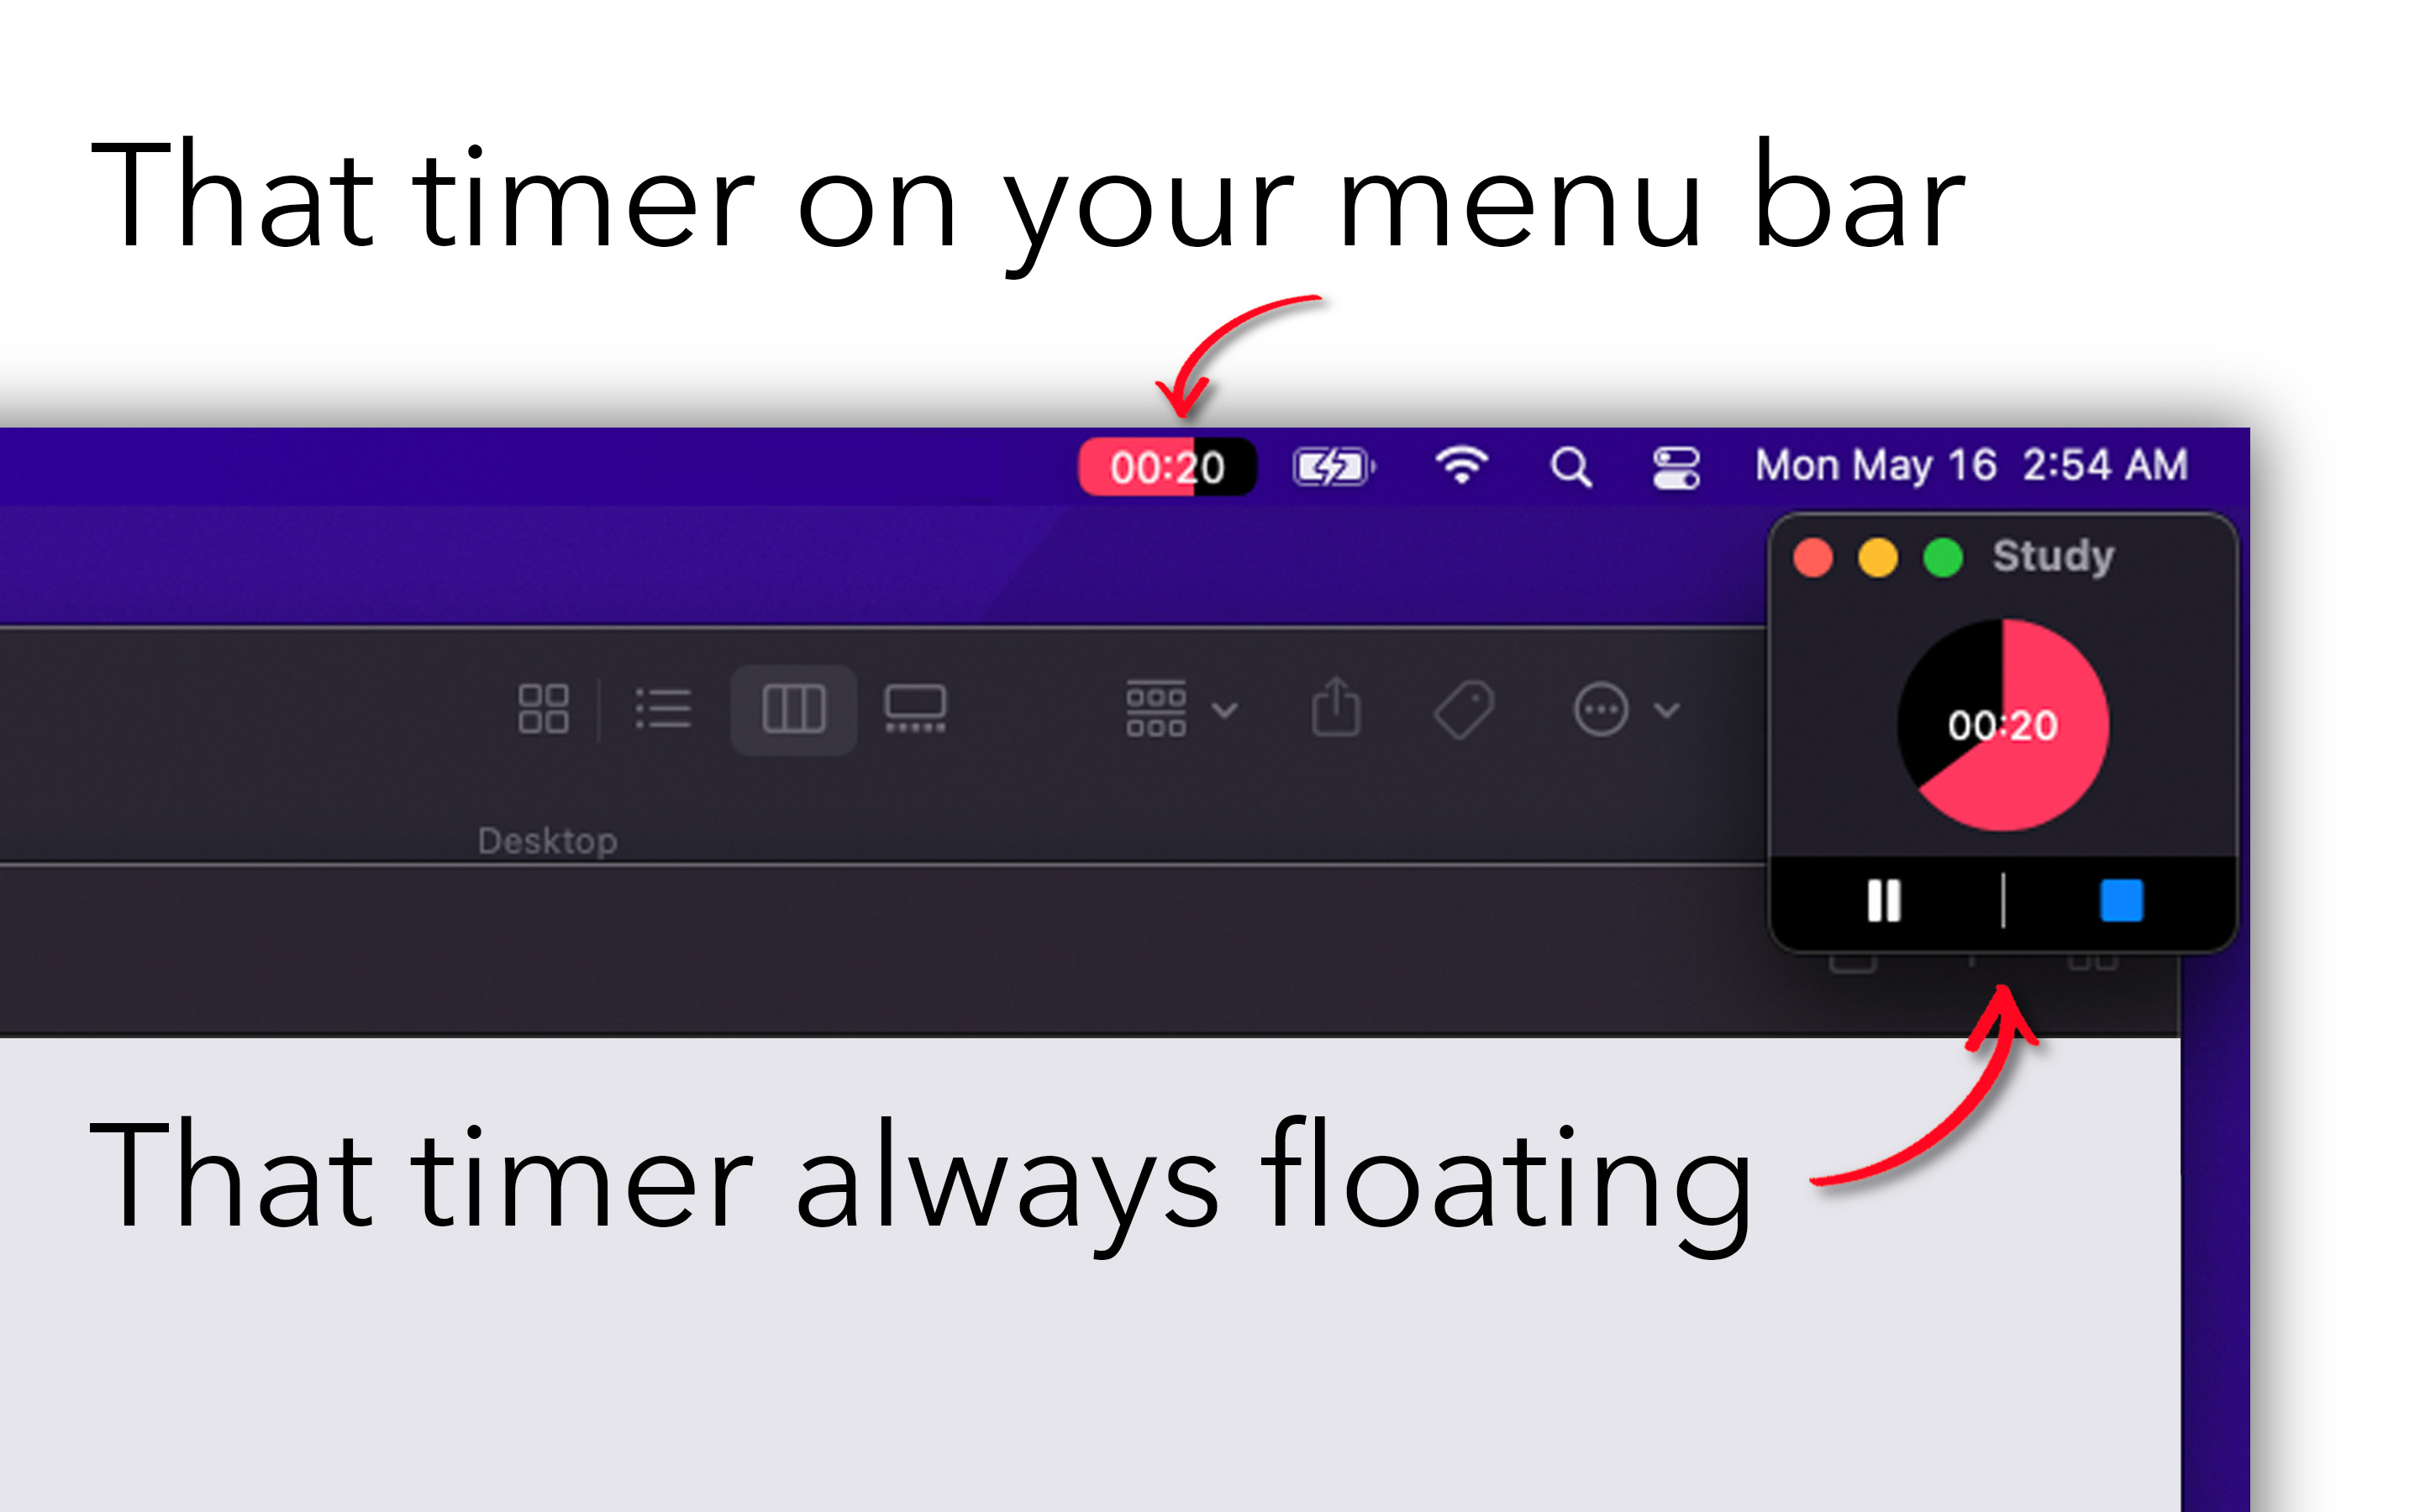 That timer on your menu bar
00:20 Mon May 16 2:54 AM
Study
00:20
Desktop
That timer always floating